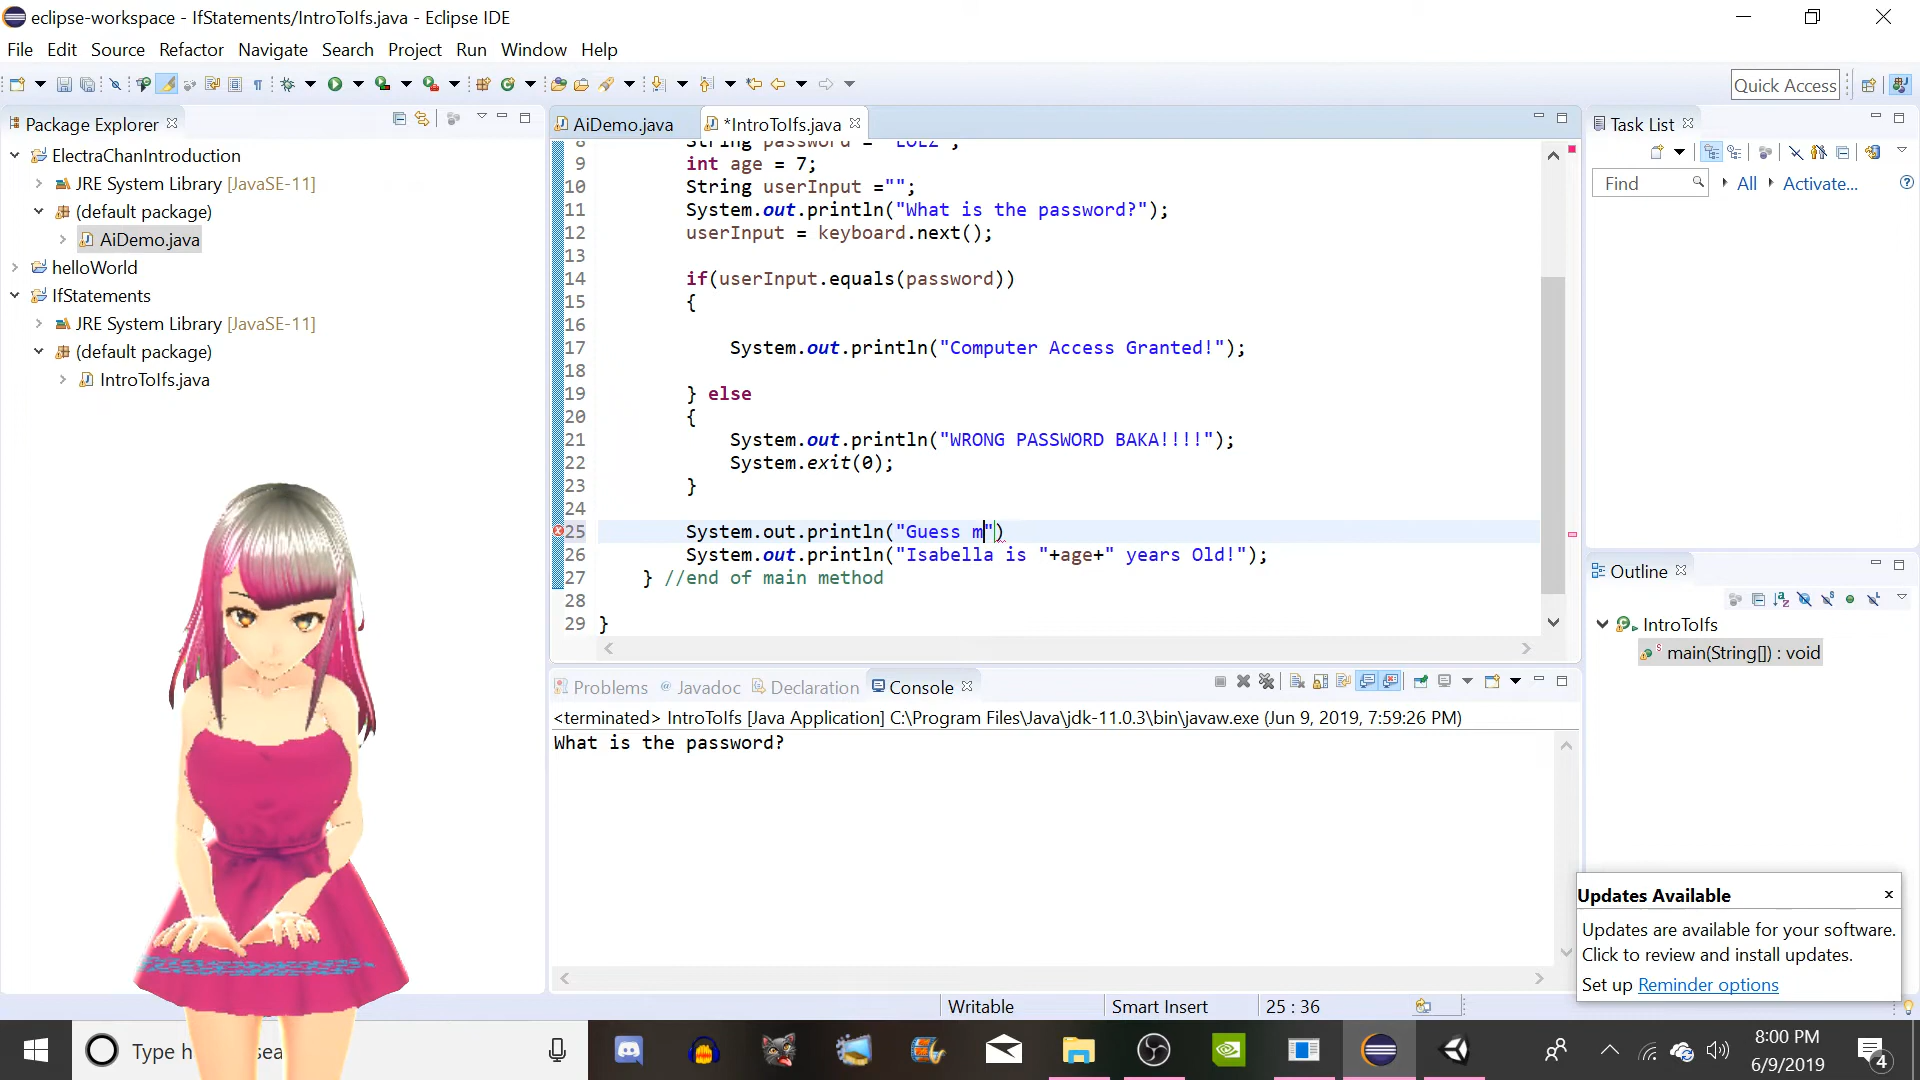 eclipse-workspace - IfStatements/IntroToIfs.java - Eclipse IDE
File Edit Source Refactor Navigate Search Project Run Window Help
Quick Access
Package Explorer
ElectraChanIntroduction
JRE System Library [JavaSE-11]
(default package)
AiDemo.java
helloWorld
IfStatements
JRE System Library [JavaSE-11]
(default package)
IntroToIfs.java
AiDemo.java *IntroToIfs.java
8 String password = "LOLZ";
9 int age = 7;
10 String userInput ="";
11 System.out.println("What is the password?");
12 userInput = keyboard.next();
13
14 if(userInput.equals(password))
15 {
16
17 System.out.println("Computer Access Granted!");
18
19 } else
20 {
21 System.out.println("WRONG PASSWORD BAKA!!!!");
22 System.exit(0);
23 }
24
25 System.out.println("Guess m")
26 System.out.println("Isabella is "+age+" years Old!");
27 } //end of main method
28
29 }
Task List
Find
All
Activate...
Outline
IntroToIfs
main(String[]) : void
Problems @ Javadoc Declaration Console
<terminated> IntroToIfs [Java Application] C:\Program Files\Java\jdk-11.0.3\bin\javaw.exe (Jun 9, 2019, 7:59:26 PM)
What is the password?
Updates Available
Updates are available for your software.
Click to review and install updates.
Set up Reminder options
Writable Smart Insert 25 : 36
Type h sea
8:00 PM
6/9/2019
4